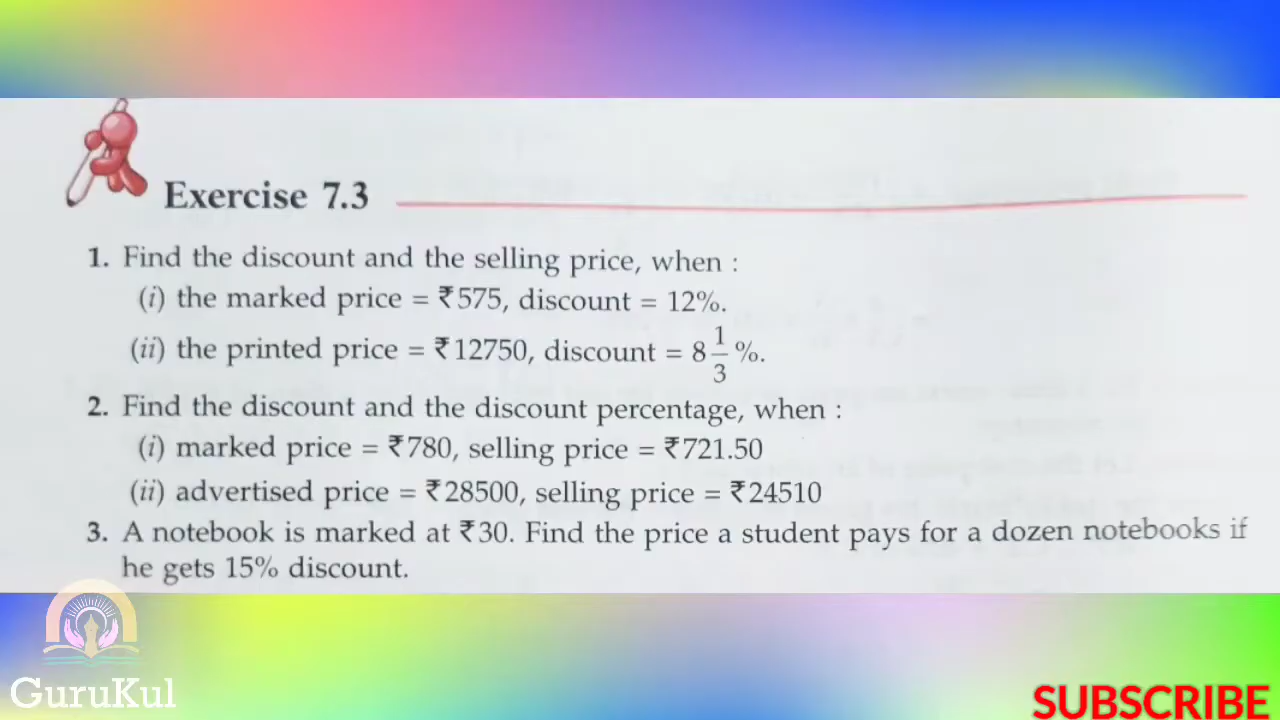 Exercise 7.3
1. Find the discount and the selling price, when :
(i) the marked price = ₹575, discount = 12%.
(ii) the printed price = ₹12750, discount = 8 1/3 %.
2. Find the discount and the discount percentage, when :
(i) marked price = ₹780, selling price = ₹721.50
(ii) advertised price = ₹28500, selling price = ₹24510
3. A notebook is marked at ₹30. Find the price a student pays for a dozen notebooks if
he gets 15% discount.
GuruKul
SUBSCRIBE